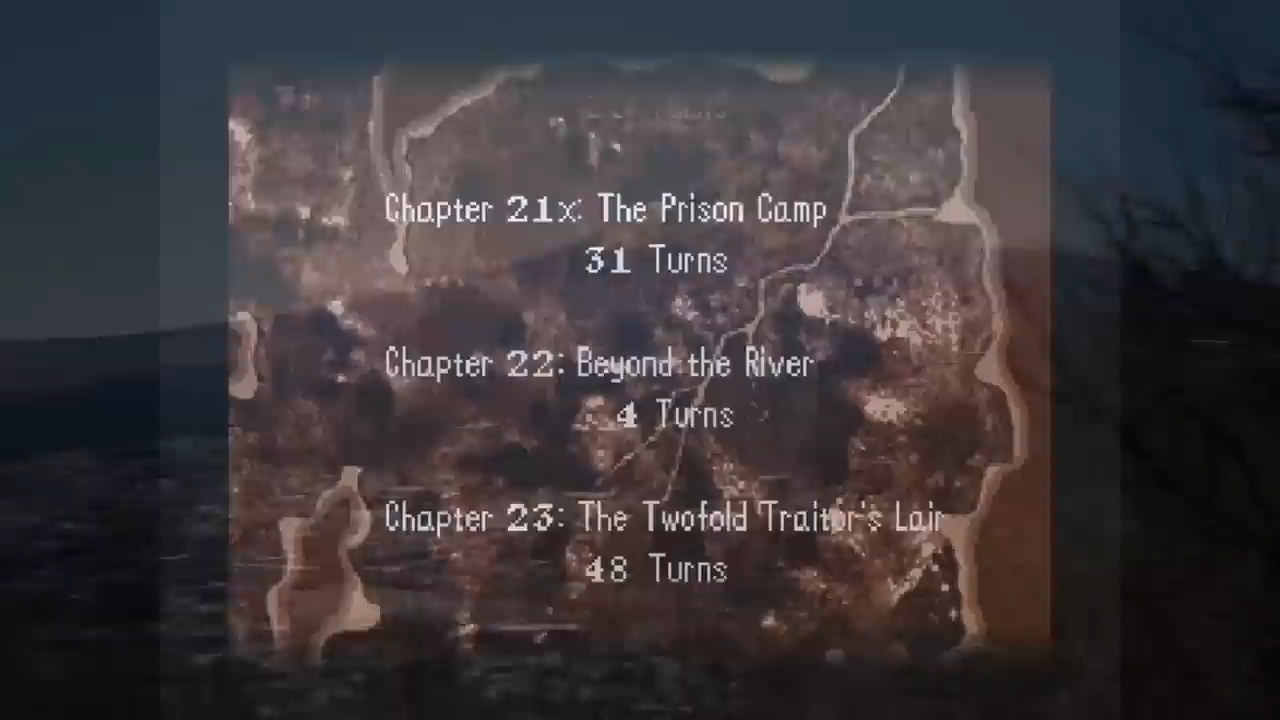 Chapter 21x: The Prison Camp
31 Turns
Chapter 22: Beyond the River
4 Turns
Chapter 23: The Twofold Traitor's Lair
48 Turns